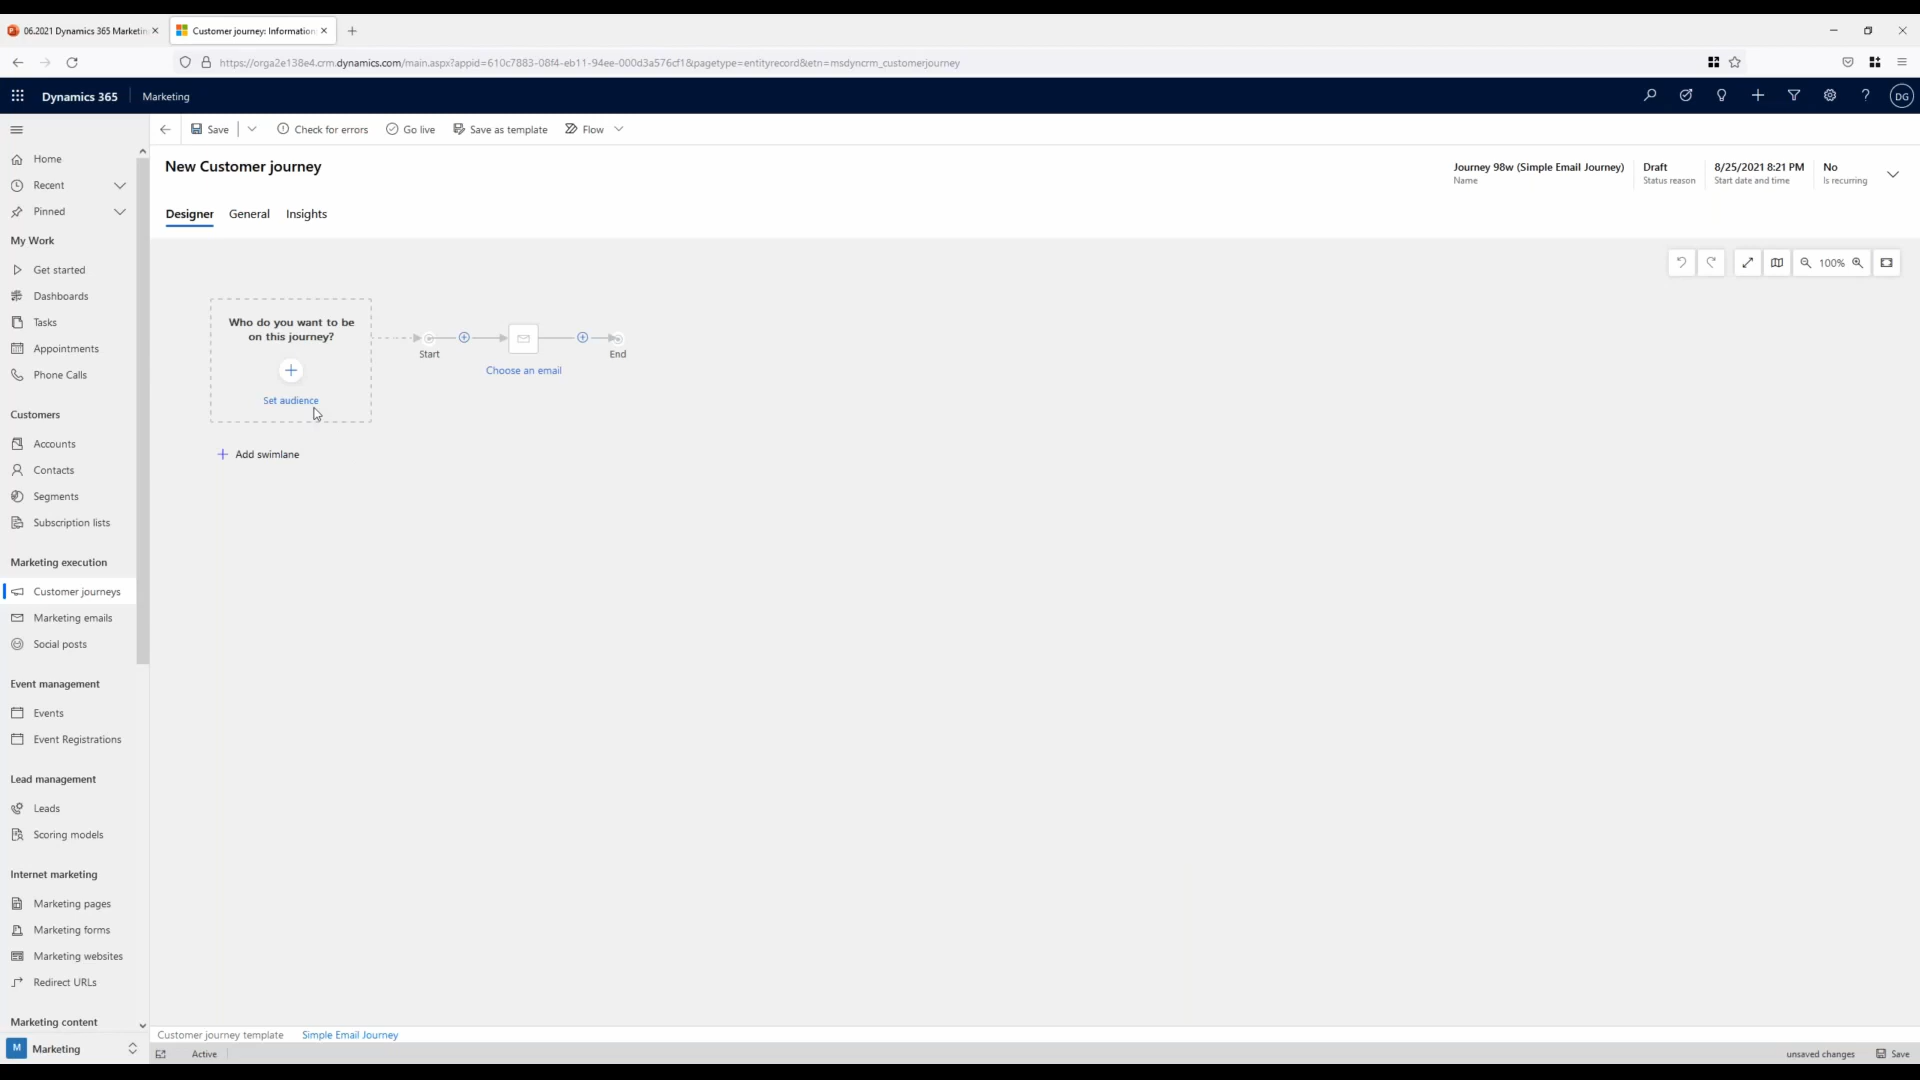 06.2021 Dynamics 365 Marketin
Customer journey: Information
https://orga2e138e4.crm.dynamics.com/main.aspx?appid=610c7883-08f4-eb11-94ee-000d3a576cf1&pagetype=entityrecord&etn=msdyncrm_customerjourney
Dynamics 365
Marketing
DG
Save
Check for errors
Go live
Save as template
Flow
New Customer journey
Journey 98w (Simple Email Journey)
Name
Draft
Status reason
8/25/2021 8:21 PM
Start date and time
No
Is recurring
Designer
General
Insights
100%
Who do you want to be
on this journey?
Set audience
Start
Choose an email
End
Add swimlane
Home
Recent
Pinned
My Work
Get started
Dashboards
Tasks
Appointments
Phone Calls
Customers
Accounts
Contacts
Segments
Subscription lists
Marketing execution
Customer journeys
Marketing emails
Social posts
Event management
Events
Event Registrations
Lead management
Leads
Scoring models
Internet marketing
Marketing pages
Marketing forms
Marketing websites
Redirect URLs
Marketing content
M
Marketing
Customer journey template
Simple Email Journey
Active
unsaved changes
Save